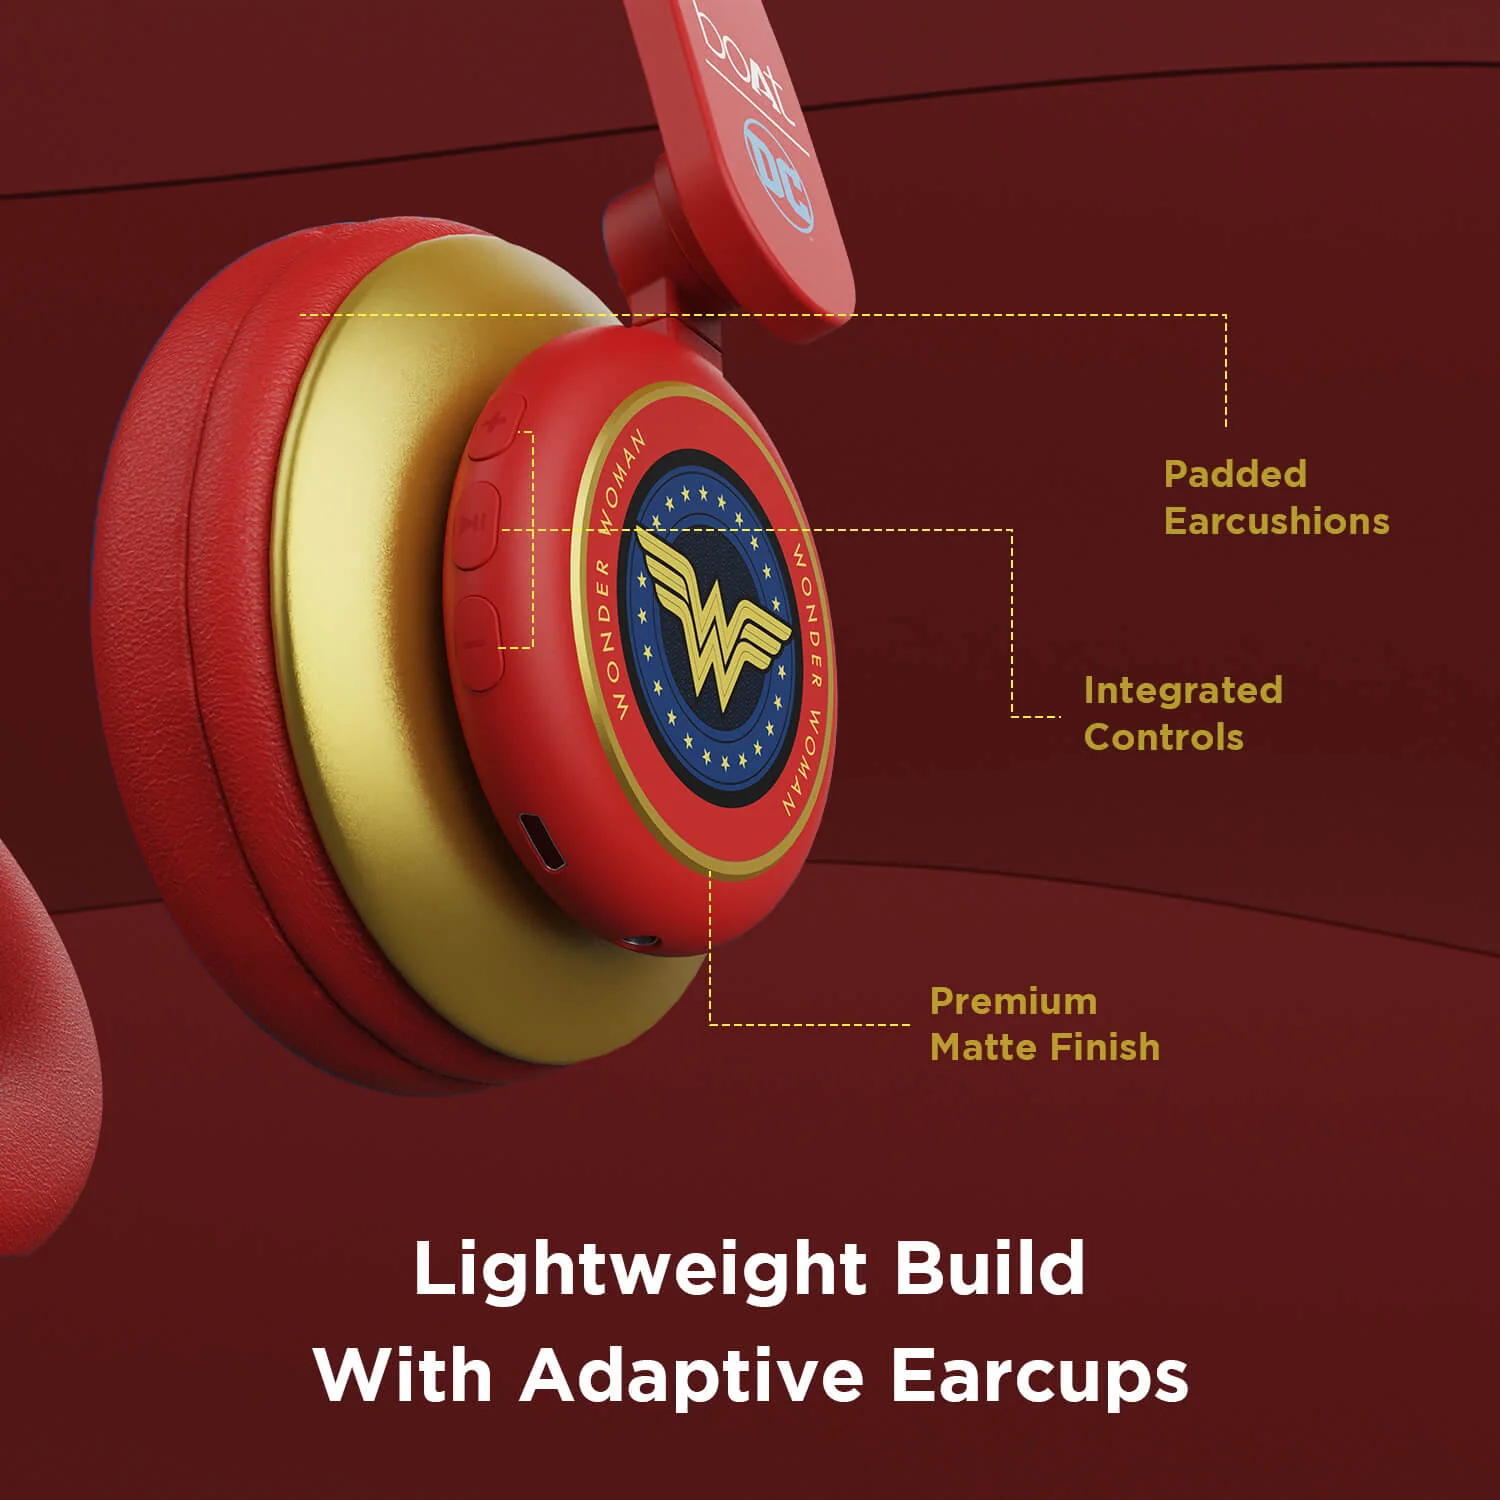 boAt
DC
WONDER WOMAN
WONDER WOMAN
Padded
Earcushions
Integrated
Controls
Premium
Matte Finish
Lightweight Build
With Adaptive Earcups